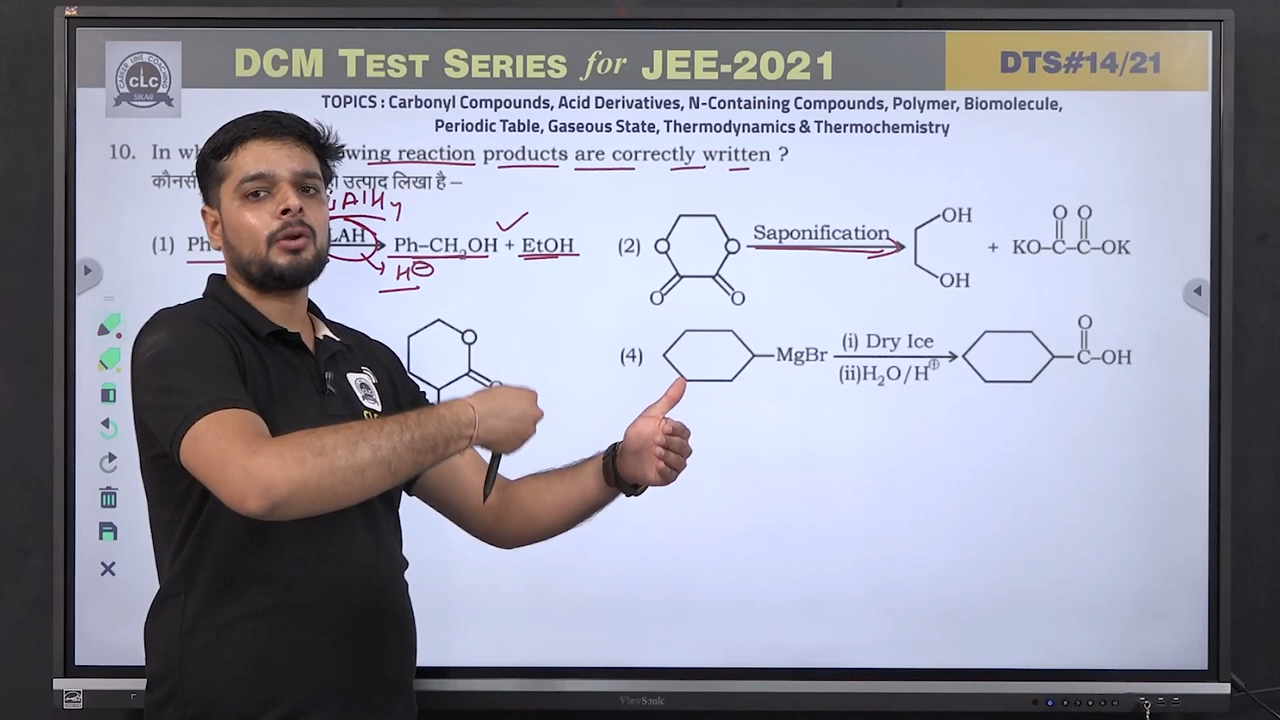 DCM TEST SERIES for JEE-2021
DTS#14/21
CAREER LINE COACHING
CLC
SIKAR
TOPICS : Carbonyl Compounds, Acid Derivatives, N-Containing Compounds, Polymer, Biomolecule,
Periodic Table, Gaseous State, Thermodynamics & Thermochemistry
10. In wing reaction products are correctly written ?
कौनसी उत्पाद लिखा है –
AlH4
(1) Ph LAH Ph–CH2OH + EtOH
H⊖
(2) O O O O Saponification OH OH + KO–C–C–OK O O
O
(4) –MgBr (i) Dry Ice (ii)H2O/H⊕ –C–OH O
ViewSonic